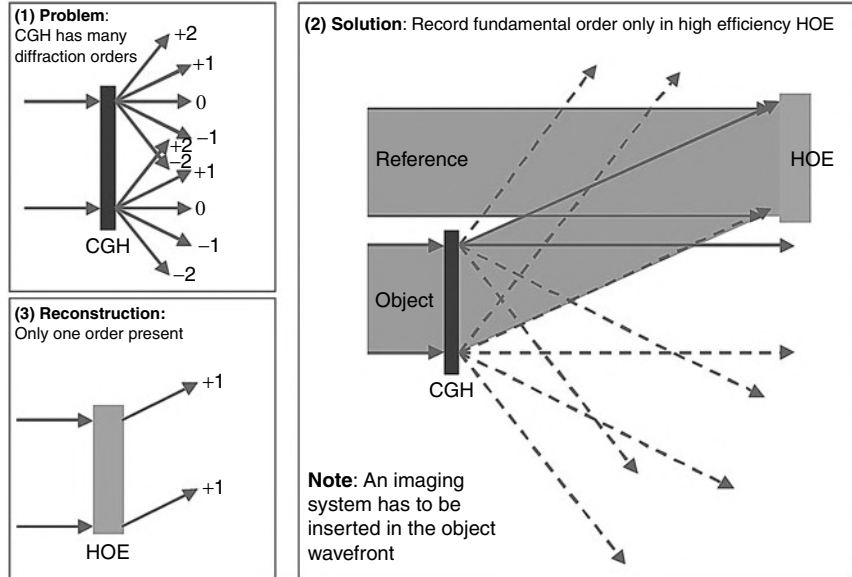 (1) Problem:
CGH has many
diffraction orders
+2
+1
0
−1
+2
−2
+1
0
−1
−2
CGH
(2) Solution: Record fundamental order only in high efficiency HOE
Reference
HOE
Object
CGH
Note: An imaging
system has to be
inserted in the object
wavefront
(3) Reconstruction:
Only one order present
+1
+1
HOE